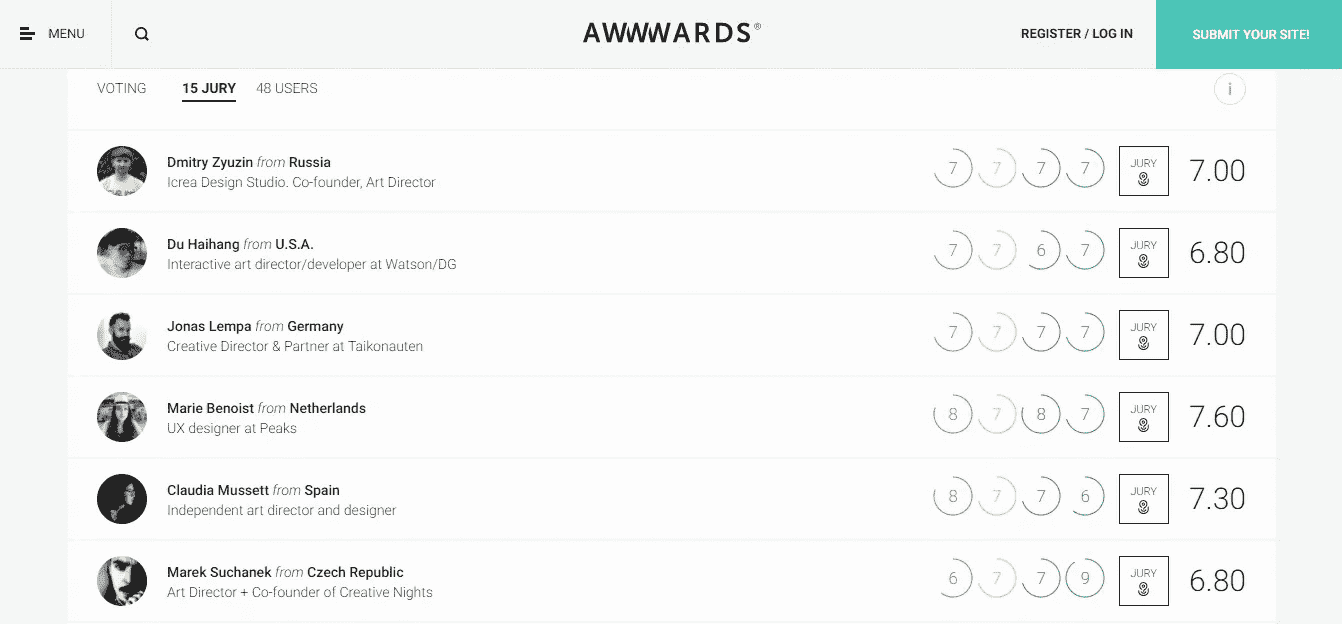 MENU
AWWWARDS®
REGISTER / LOG IN
SUBMIT YOUR SITE!
VOTING 15 JURY 48 USERS
i
Dmitry Zyuzin from Russia
Icrea Design Studio. Co-founder, Art Director
7 7 7 7 JURY 7.00
Du Haihang from U.S.A.
Interactive art director/developer at Watson/DG
7 7 6 7 JURY 6.80
Jonas Lempa from Germany
Creative Director & Partner at Taikonauten
7 7 7 7 JURY 7.00
Marie Benoist from Netherlands
UX designer at Peaks
8 7 8 7 JURY 7.60
Claudia Mussett from Spain
Independent art director and designer
8 7 7 6 JURY 7.30
Marek Suchanek from Czech Republic
Art Director + Co-founder of Creative Nights
6 7 7 9 JURY 6.80